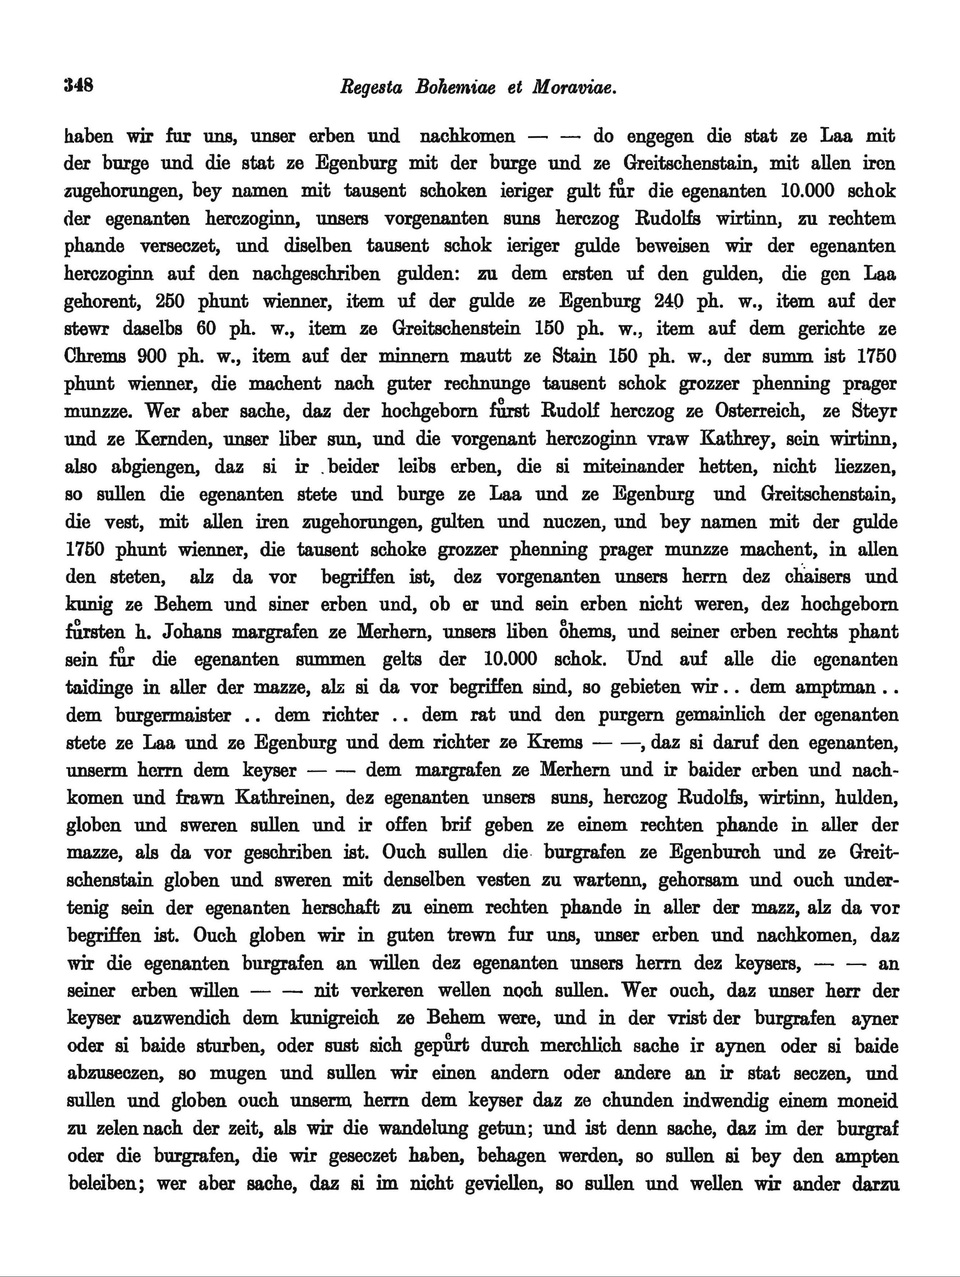 348 Regesta Bohemiae et Moraviae.
haben wir fur uns, unser erben und nachkomen — — do engegen die stat ze Laa mit
der burge und die stat ze Egenburg mit der burge und ze Greitschenstain, mit allen iren
zugehorungen, bey namen mit tausent schoken ieriger gult fuͦr die egenanten 10.000 schok
der egenanten herczoginn, unsers vorgenanten suns herczog Rudolfs wirtinn, zu rechtem
phande verseczet, und diselben tausent schok ieriger gulde beweisen wir der egenanten
herczoginn auf den nachgeschriben gulden: zu dem ersten uf den gulden, die gen Laa
gehorent, 250 phunt wienner, item uf der gulde ze Egenburg 240 ph. w., item auf der
stewr daselbs 60 ph. w., item ze Greitschenstein 150 ph. w., item auf dem gerichte ze
Chrems 900 ph. w., item auf der minnern mautt ze Stain 150 ph. w., der summ ist 1750
phunt wienner, die machent nach guter rechnunge tausent schok grozzer phenning prager
munzze. Wer aber sache, daz der hochgeborn fuͦrst Rudolf herczog ze Osterreich, ze Steyr
und ze Kernden, unser liber sun, und die vorgenant herczoginn vraw Kathrey, sein wirtinn,
also abgiengen, daz si ir beider leibs erben, die si miteinander hetten, nicht liezzen,
so sullen die egenanten stete und burge ze Laa und ze Egenburg und Greitschenstain,
die vest, mit allen iren zugehorungen, gulten und nuczen, und bey namen mit der gulde
1750 phunt wienner, die tausent schoke grozzer phenning prager munzze machent, in allen
den steten, alz da vor begriffen ist, dez vorgenanten unsers herrn dez chaisers und
kunig ze Behem und siner erben und, ob er und sein erben nicht weren, dez hochgeborn
fuͦrsten h. Johans margrafen ze Merhern, unsers liben oͤhems, und seiner erben rechts phant
sein fuͦr die egenanten summen gelts der 10.000 schok. Und auf alle die egenanten
taidinge in aller der mazze, alz si da vor begriffen sind, so gebieten wir . . dem amptman . .
dem burgermaister . . dem richter . . dem rat und den purgern gemainlich der egenanten
stete ze Laa und ze Egenburg und dem richter ze Krems — —, daz si daruf den egenanten,
unserm herrn dem keyser — — dem margrafen ze Merhern und ir baider erben und nach-
komen und frawn Kathreinen, dez egenanten unsers suns, herczog Rudolfs, wirtinn, hulden,
globen und sweren sullen und ir offen brif geben ze einem rechten phande in aller der
mazze, als da vor geschriben ist. Ouch sullen die burgrafen ze Egenburch und ze Greit-
schenstain globen und sweren mit denselben vesten zu wartenn, gehorsam und ouch under-
tenig sein der egenanten herschaft zu einem rechten phande in aller der mazz, alz da vor
begriffen ist. Ouch globen wir in guten trewn fur uns, unser erben und nachkomen, daz
wir die egenanten burgrafen an willen dez egenanten unsers herrn dez keysers, — — an
seiner erben willen — — nit verkeren wellen noch sullen. Wer ouch, daz unser herr der
keyser auzwendich dem kunigreich ze Behem were, und in der vrist der burgrafen ayner
oder si baide sturben, oder sust sich gepuͦrt durch merchlich sache ir aynen oder si baide
abzuseczen, so mugen und sullen wir einen andern oder andere an ir stat seczen, und
sullen und globen ouch unserm herrn dem keyser daz ze chunden indwendig einem moneid
zu zelen nach der zeit, als wir die wandelung getun; und ist denn sache, daz im der burgraf
oder die burgrafen, die wir geseczet haben, behagen werden, so sullen si bey den ampten
beleiben; wer aber sache, daz si im nicht geviellen, so sullen und wellen wir ander darzu